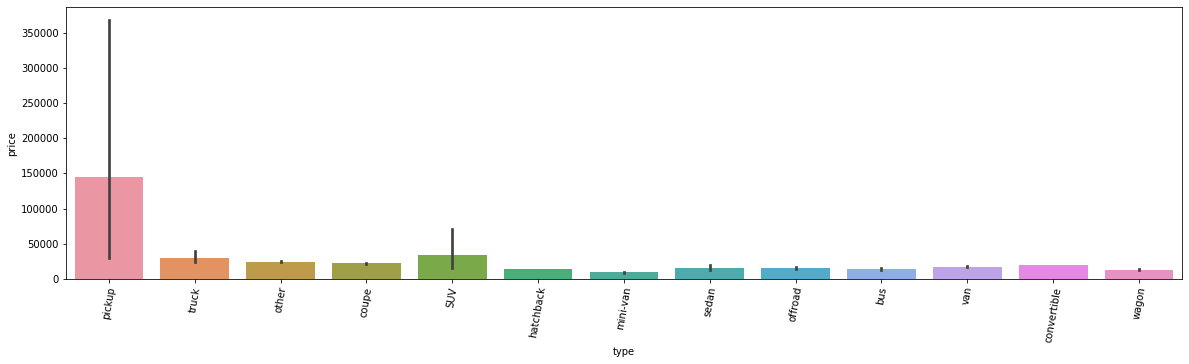 350000
300000
250000
200000
150000
100000
50000
0
price
pickup
truck
other
coupe
SUV
hatchback
mini-van
sedan
offroad
bus
van
convertible
wagon
type